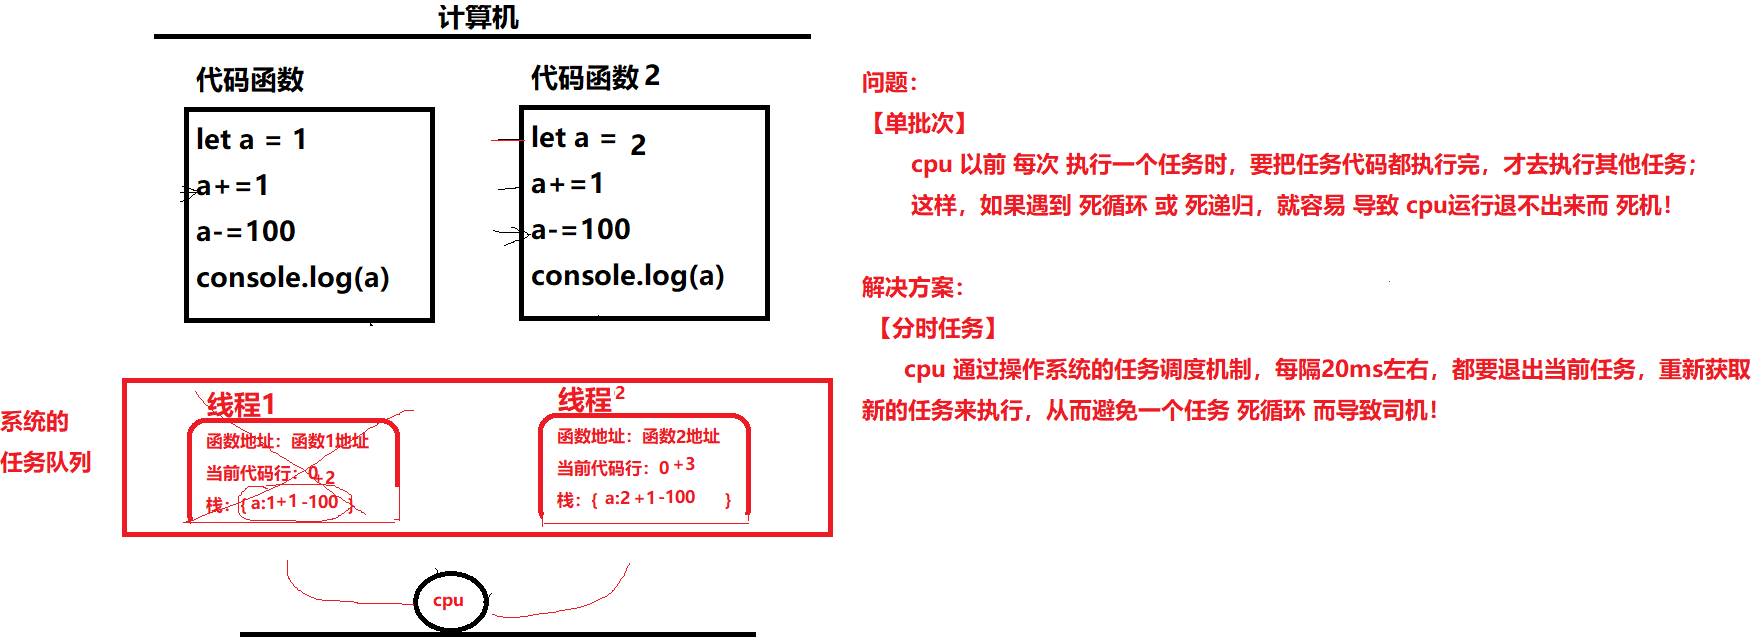 计算机
代码函数
let a = 1
a+=1
a-=100
console.log(a)
代码函数 2
let a = 2
a+=1
a-=100
console.log(a)
系统的
任务队列
线程1
函数地址：函数1地址
当前代码行：0+2
栈：{ a:1+1 -100 }
线程 2
函数地址：函数2地址
当前代码行：0 +3
栈：{ a:2 +1 -100 }
cpu
问题：
【单批次】
cpu 以前 每次 执行一个任务时，要把任务代码都执行完，才去执行其他任务；
这样，如果遇到 死循环 或 死递归，就容易 导致 cpu运行退不出来而 死机！
解决方案：
【分时任务】
cpu 通过操作系统的任务调度机制，每隔20ms左右，都要退出当前任务，重新获取
新的任务来执行，从而避免一个任务 死循环 而导致司机！